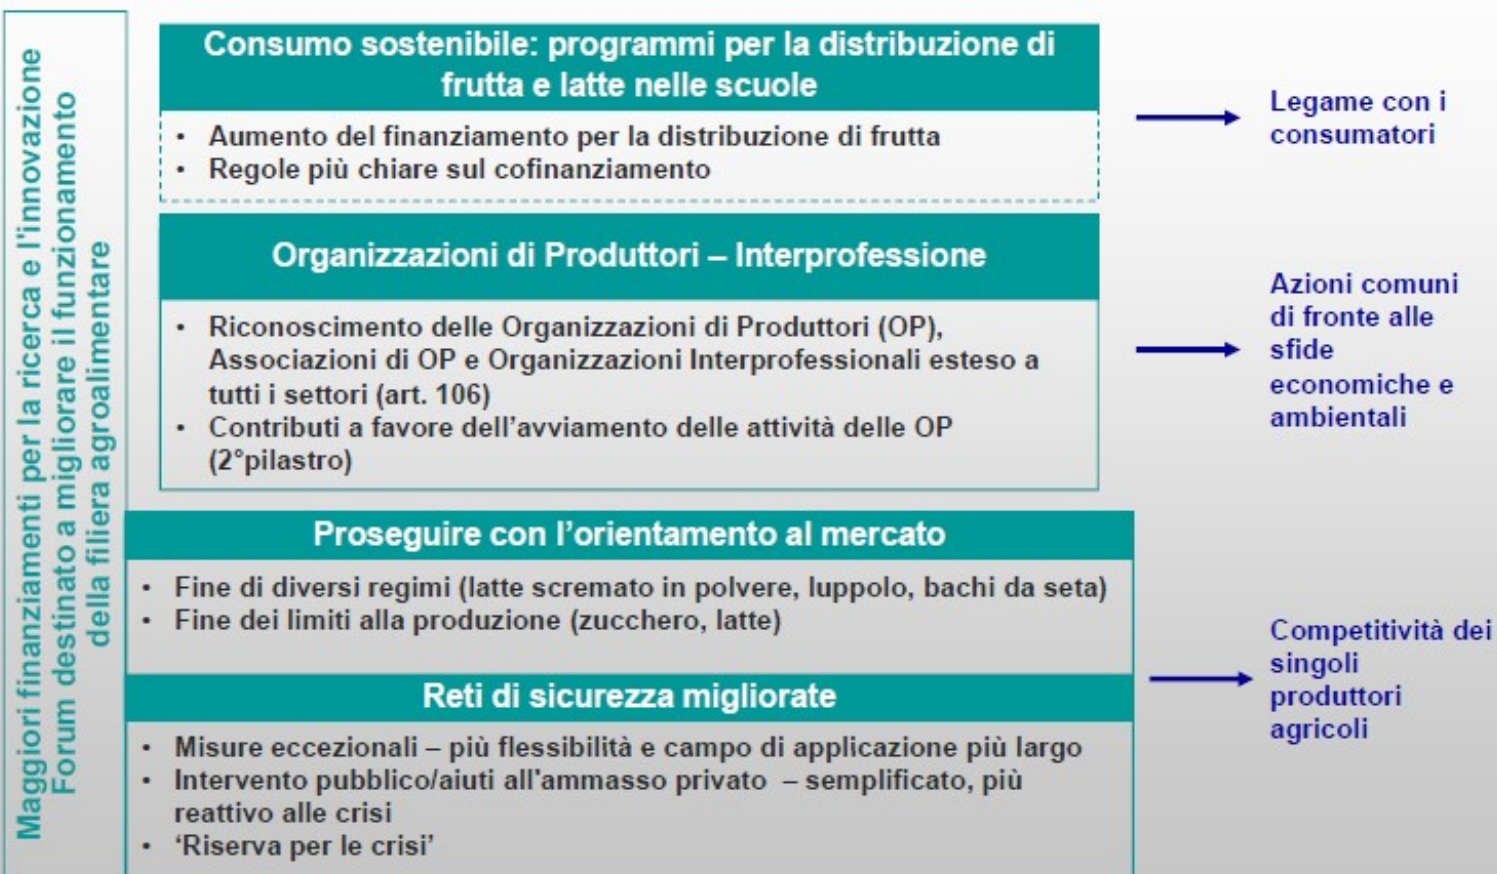 Maggiori finanziamenti per la ricerca e l'innovazione
Forum destinato a migliorare il funzionamento
della filiera agroalimentare
Consumo sostenibile: programmi per la distribuzione di
frutta e latte nelle scuole
• Aumento del finanziamento per la distribuzione di frutta
• Regole più chiare sul cofinanziamento
Legame con i
consumatori
Organizzazioni di Produttori – Interprofessione
• Riconoscimento delle Organizzazioni di Produttori (OP),
Associazioni di OP e Organizzazioni Interprofessionali esteso a
tutti i settori (art. 106)
• Contributi a favore dell’avviamento delle attività delle OP
(2°pilastro)
Azioni comuni
di fronte alle
sfide
economiche e
ambientali
Proseguire con l’orientamento al mercato
• Fine di diversi regimi (latte scremato in polvere, luppolo, bachi da seta)
• Fine dei limiti alla produzione (zucchero, latte)
Reti di sicurezza migliorate
• Misure eccezionali – più flessibilità e campo di applicazione più largo
• Intervento pubblico/aiuti all'ammasso privato – semplificato, più
reattivo alle crisi
• ‘Riserva per le crisi’
Competitività dei
singoli
produttori
agricoli